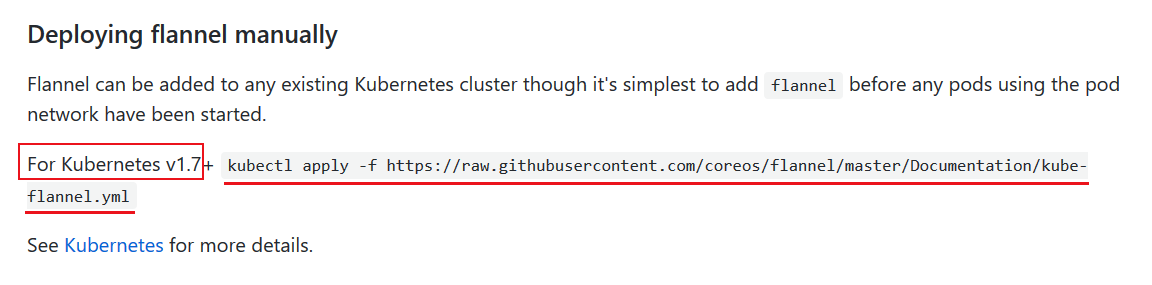 Deploying flannel manually
Flannel can be added to any existing Kubernetes cluster though it's simplest to add flannel before any pods using the pod
network have been started.
For Kubernetes v1.7+ kubectl apply -f https://raw.githubusercontent.com/coreos/flannel/master/Documentation/kube-
flannel.yml
See Kubernetes for more details.